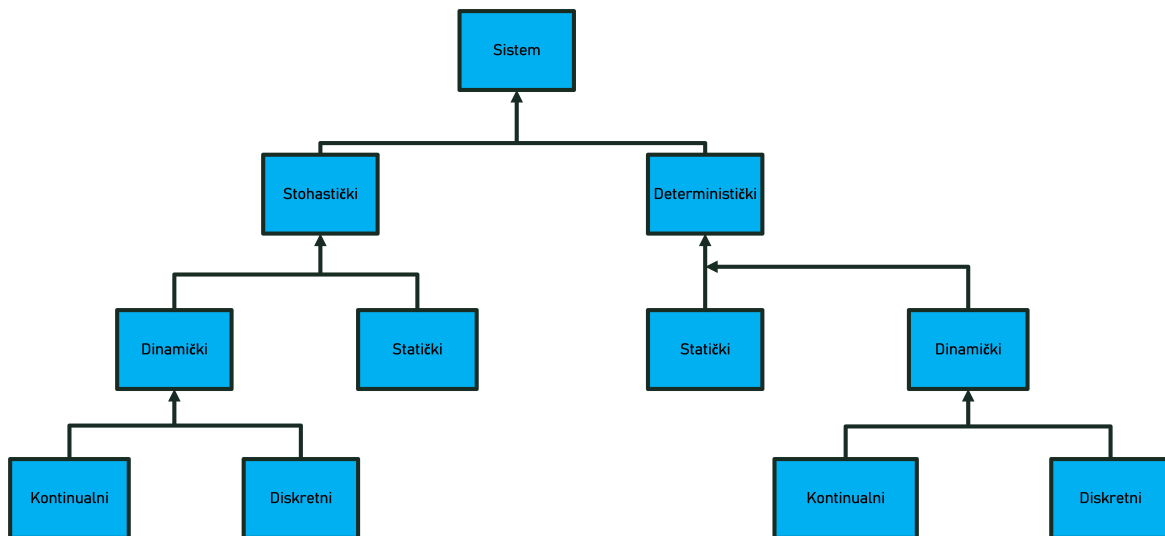 Sistem
Stohastički
Deterministički
Dinamički
Statički
Statički
Dinamički
Kontinualni
Diskretni
Kontinualni
Diskretni